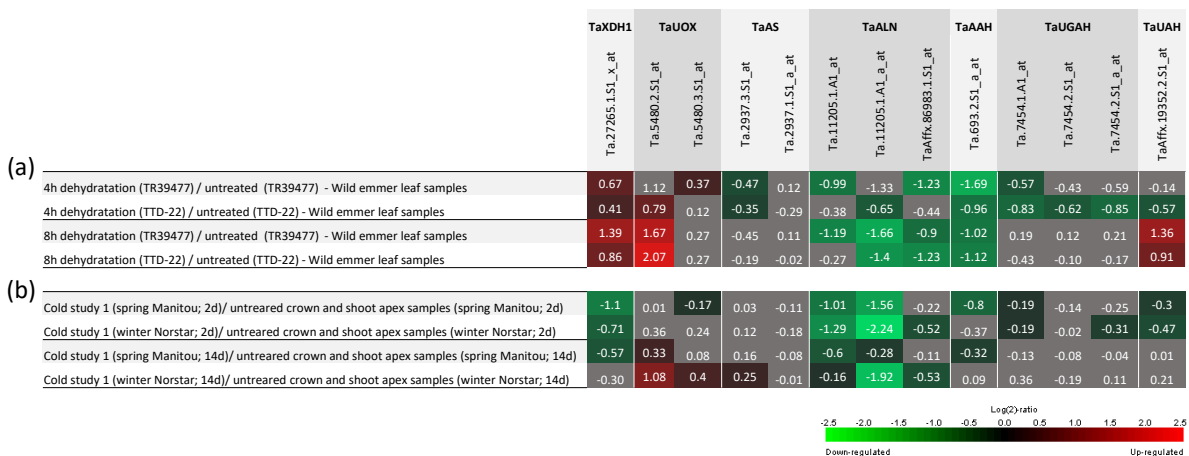 TaXDH1 TaUOX TaAS TaALN TaAAH TaUGAH TaUAH
Ta.27265.1.S1_x_at Ta.5480.2.S1_at Ta.5480.3.S1_at Ta.2937.3.S1_at Ta.2937.1.S1_a_at Ta.11205.1.A1_at Ta.11205.1.A1_a_at TaAffx.86983.1.S1_at Ta.693.2.S1_a_at Ta.7454.1.A1_at Ta.7454.2.S1_at Ta.7454.2.S1_a_at TaAffx.19352.2.S1_at
(a)
4h dehydratation (TR39477) / untreated (TR39477) - Wild emmer leaf samples 0.67 1.12 0.37 -0.47 0.12 -0.99 -1.33 -1.23 -1.69 -0.57 -0.43 -0.59 -0.14
4h dehydratation (TTD-22) / untreated (TTD-22) - Wild emmer leaf samples 0.41 0.79 0.12 -0.35 -0.29 -0.38 -0.65 -0.44 -0.96 -0.83 -0.62 -0.85 -0.57
8h dehydratation (TR39477) / untreated (TR39477) - Wild emmer leaf samples 1.39 1.67 0.27 -0.45 0.11 -1.19 -1.66 -0.9 -1.02 0.19 0.12 0.21 1.36
8h dehydratation (TTD-22) / untreated (TTD-22) - Wild emmer leaf samples 0.86 2.07 0.27 -0.19 -0.02 -0.27 -1.4 -1.23 -1.12 -0.43 -0.10 -0.17 0.91
(b)
Cold study 1 (spring Manitou; 2d)/ untreared crown and shoot apex samples (spring Manitou; 2d) -1.1 0.01 -0.17 0.03 -0.11 -1.01 -1.56 -0.22 -0.8 -0.19 -0.14 -0.25 -0.3
Cold study 1 (winter Norstar; 2d)/ untreared crown and shoot apex samples (winter Norstar; 2d) -0.71 0.36 0.24 0.12 -0.18 -1.29 -2.24 -0.52 -0.37 -0.19 -0.02 -0.31 -0.47
Cold study 1 (spring Manitou; 14d)/ untreared crown and shoot apex samples (spring Manitou; 14d) -0.57 0.33 0.08 0.16 -0.08 -0.6 -0.28 -0.11 -0.32 -0.13 -0.08 -0.04 0.01
Cold study 1 (winter Norstar; 14d)/ untreared crown and shoot apex samples (winter Norstar; 14d) -0.30 1.08 0.4 0.25 -0.01 -0.16 -1.92 -0.53 0.09 0.36 -0.19 0.11 0.21
Log(2)-ratio
-2.5 -2.0 -1.5 -1.0 -0.5 0.0 0.5 1.0 1.5 2.0 2.5
Down-regulated Up-regulated